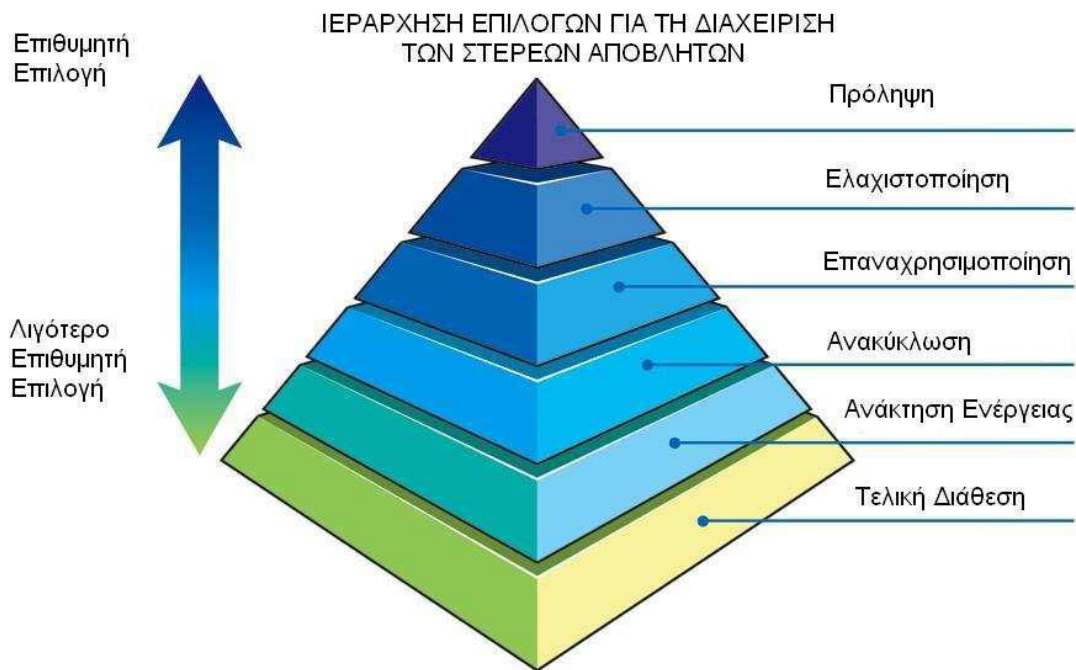 ΙΕΡΑΡΧΗΣΗ ΕΠΙΛΟΓΩΝ ΓΙΑ ΤΗ ΔΙΑΧΕΙΡΙΣΗ
ΤΩΝ ΣΤΕΡΕΩΝ ΑΠΟΒΛΗΤΩΝ
Επιθυμητή
Επιλογή
Πρόληψη
Ελαχιστοποίηση
Επαναχρησιμοποίηση
Λιγότερο
Επιθυμητή
Επιλογή
Ανακύκλωση
Ανάκτηση Ενέργειας
Τελική Διάθεση